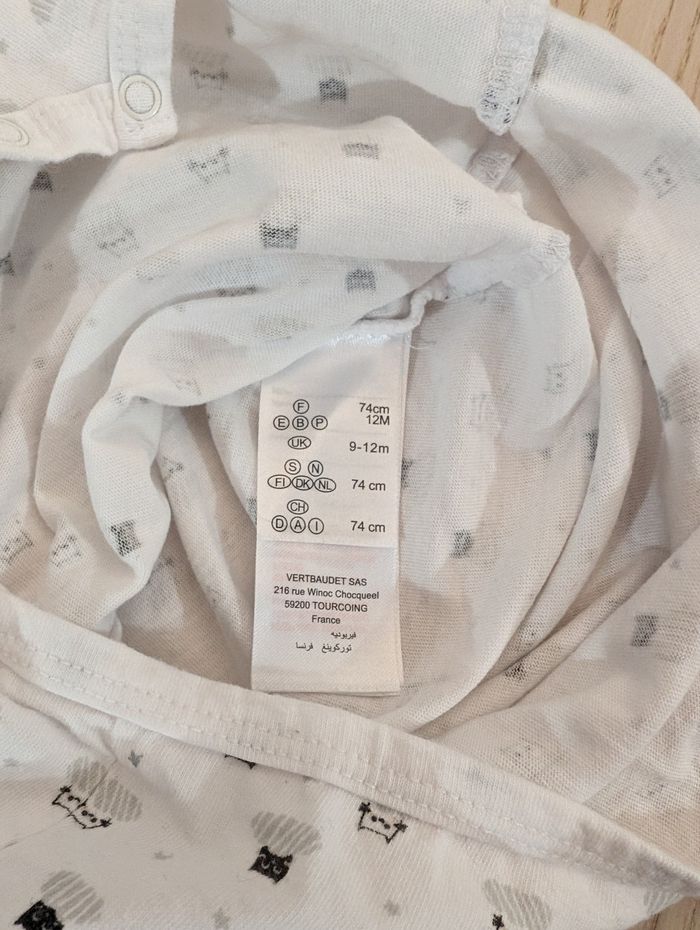 F 74cm
E B P 12M
UK 9-12m
S N
FI DK NL 74 cm
CH
D A I 74 cm
VERTBAUDET SAS
216 rue Winoc Chocqueel
59200 TOURCOING
France
فيربوديه
توركوينغ فرنسا